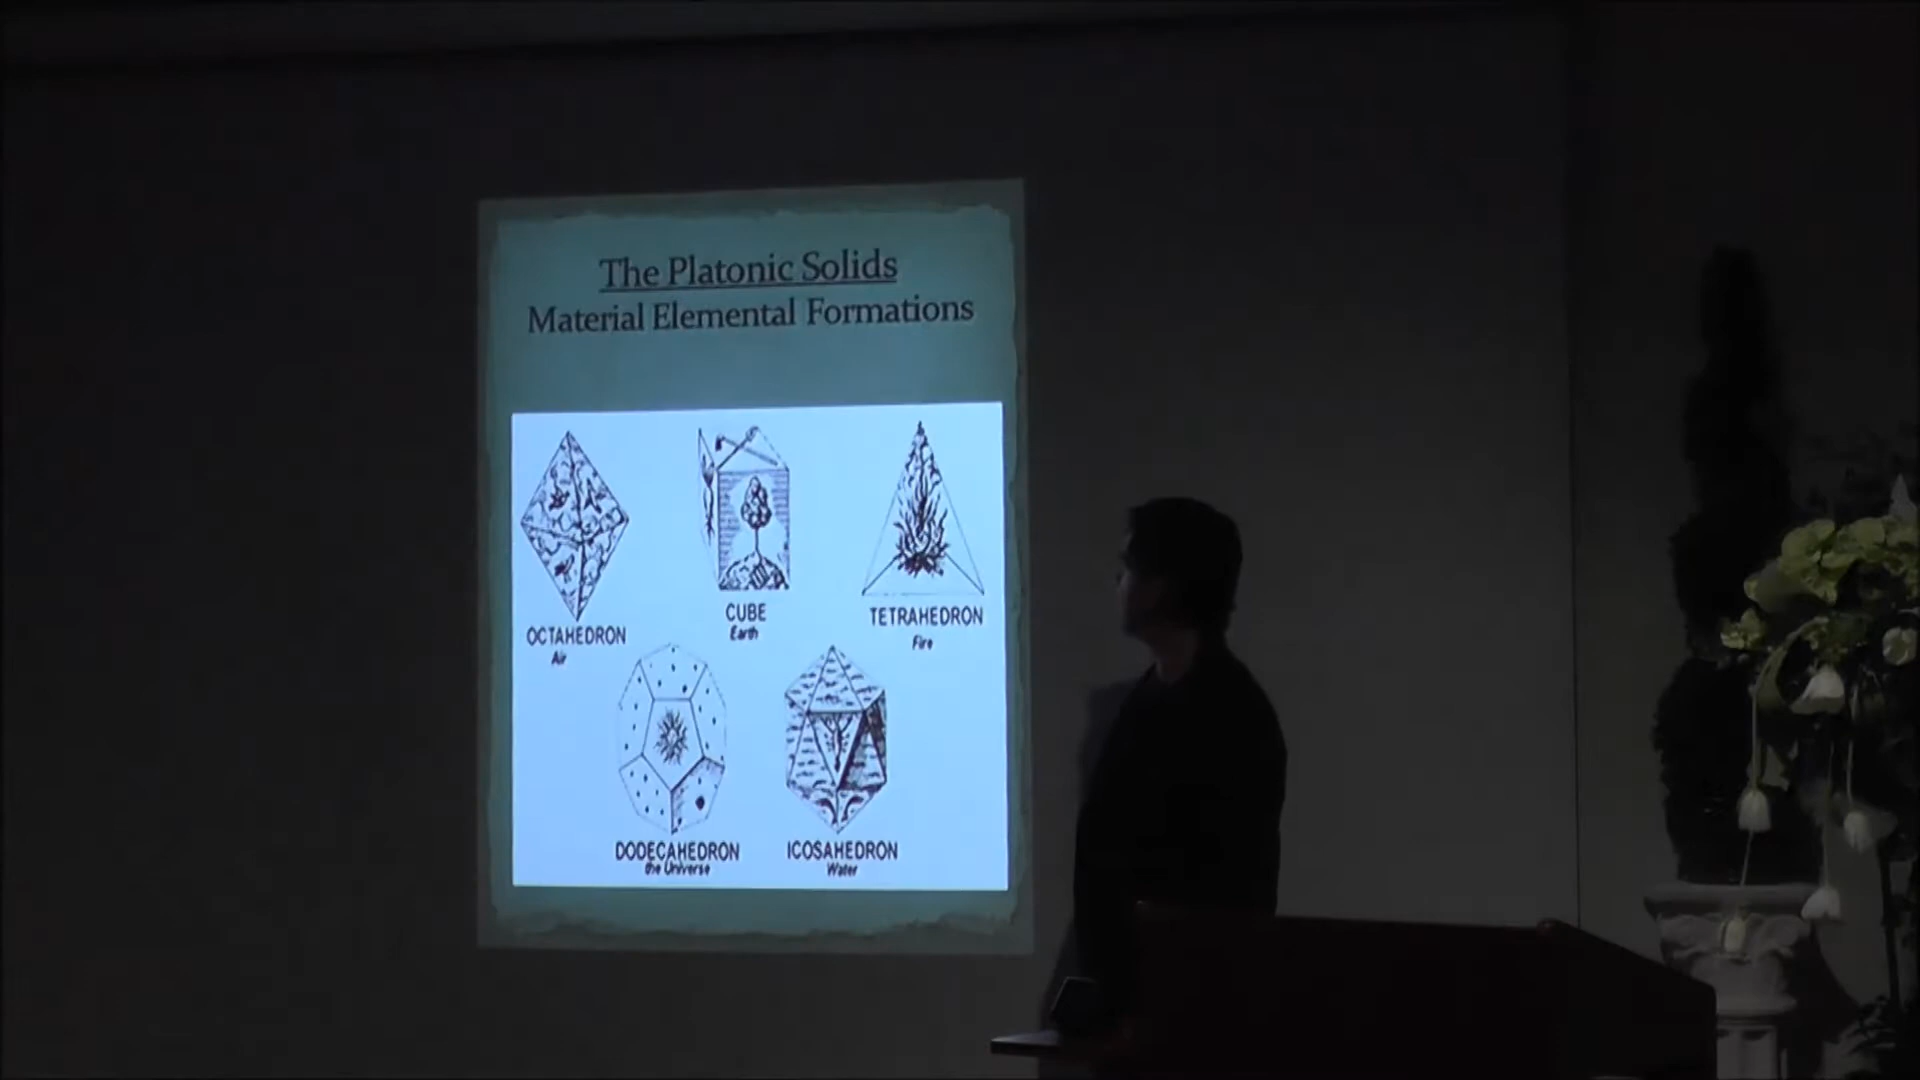 The Platonic Solids
Material Elemental Formations
OCTAHEDRON
Air
CUBE
Earth
TETRAHEDRON
Fire
DODECAHEDRON
the Universe
ICOSAHEDRON
Water